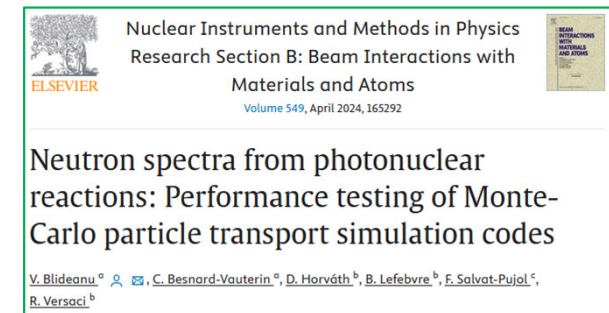 Nuclear Instruments and Methods in Physics
Research Section B: Beam Interactions with
Materials and Atoms
Volume 549, April 2024, 165292
ELSEVIER
BEAM
INTERACTIONS
WITH
MATERIALS
AND ATOMS
Neutron spectra from photonuclear
reactions: Performance testing of Monte-
Carlo particle transport simulation codes
V. Blideanu a, C. Besnard-Vauterin a, D. Horváth b, B. Lefebvre b, F. Salvat-Pujol c,
R. Versaci b